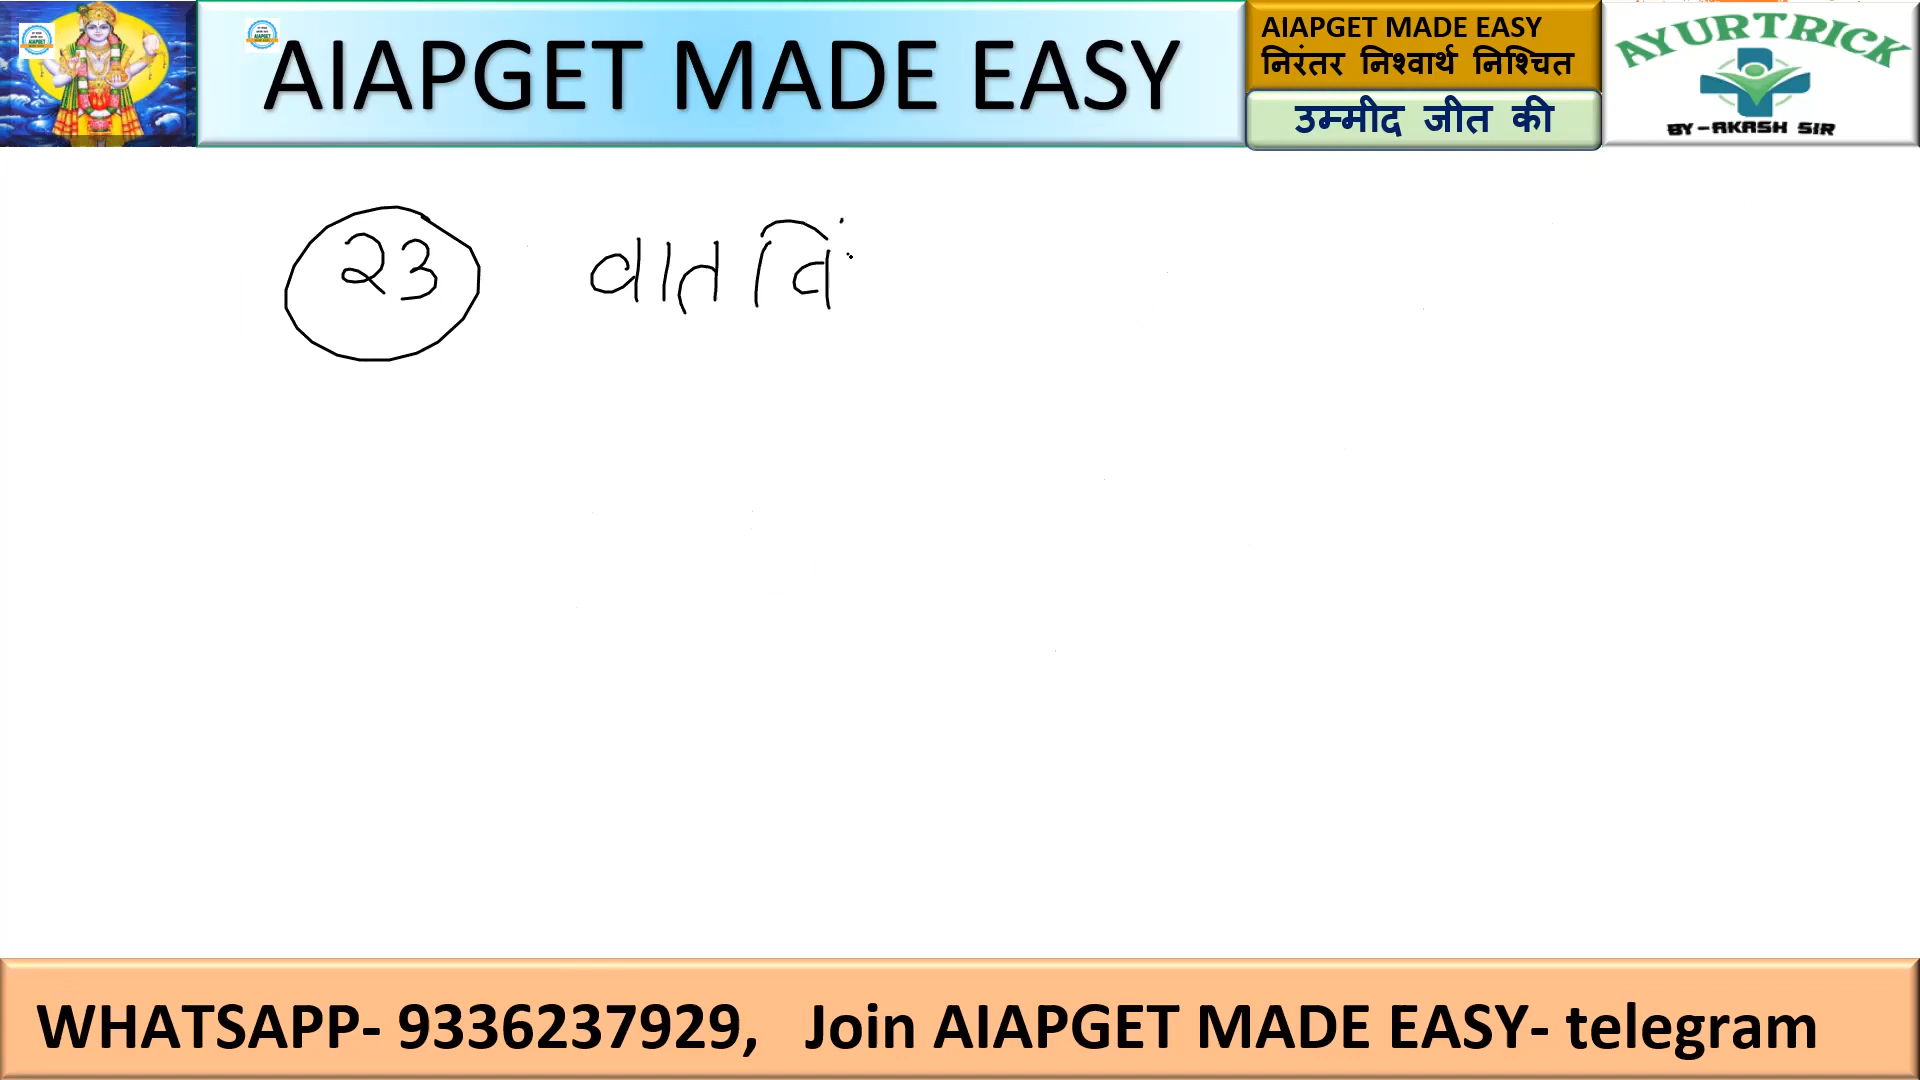 AIAPGET MADE EASY
AIAPGET MADE EASY
निरंतर निश्वार्थ निश्चित
उम्मीद जीत की
AYURTRICK
BY-AKASH SIR
२३ वात विं
WHATSAPP- 9336237929, Join AIAPGET MADE EASY- telegram